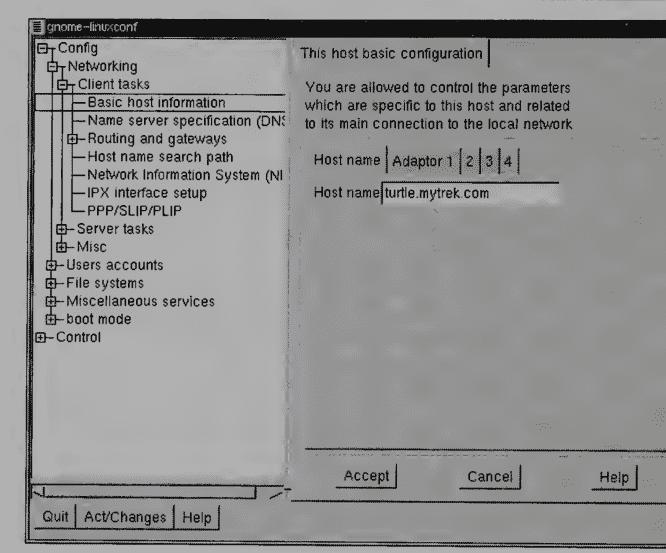 gnome-linuxconf
Config
Networking
Client tasks
Basic host information
Name server specification (DNS
Routing and gateways
Host name search path
Network Information System (NI
IPX interface setup
PPP/SLIP/PLIP
Server tasks
Misc
Users accounts
File systems
Miscellaneous services
boot mode
Control
Quit Act/Changes Help
This host basic configuration
You are allowed to control the parameters
which are specific to this host and related
to its main connection to the local network
Host name Adaptor 1 2 3 4
Host name turtle.mytrek.com
Accept Cancel Help